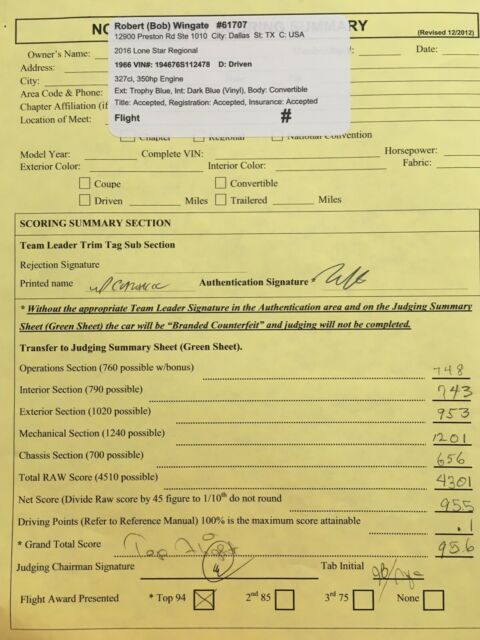 NC
RY
(Revised 12/2012)
Robert (Bob) Wingate #61707
12900 Preston Rd Ste 1010 City: Dallas St: TX C: USA
2016 Lone Star Regional
1966 VIN#: 194676S112478 D: Driven
327ci, 350hp Engine
Ext: Trophy Blue, Int: Dark Blue (Vinyl), Body: Convertible
Title: Accepted, Registration: Accepted, Insurance: Accepted
Flight #
Owner's Name:
Address:
City:
Area Code & Phone:
Chapter Affiliation (if
Location of Meet:
Chapter Regional National Convention
Model Year: Complete VIN: Horsepower:
Exterior Color: Interior Color: Fabric:
Coupe Convertible
Driven Miles Trailered Miles
SCORING SUMMARY SECTION
Team Leader Trim Tag Sub Section
Rejection Signature
Printed name Authentication Signature *
* Without the appropriate Team Leader Signature in the Authentication area and on the Judging Summary
Sheet (Green Sheet) the car will be "Branded Counterfeit" and judging will not be completed.
Transfer to Judging Summary Sheet (Green Sheet).
Operations Section (760 possible w/bonus) 748
Interior Section (790 possible) 743
Exterior Section (1020 possible) 953
Mechanical Section (1240 possible) 1201
Chassis Section (700 possible) 656
Total RAW Score (4510 possible) 4301
Net Score (Divide Raw score by 45 figure to 1/10th do not round 955
Driving Points (Refer to Reference Manual) 100% is the maximum score attainable .1
* Grand Total Score Top Flight 95.6
Judging Chairman Signature Tab Initial
Flight Award Presented * Top 94 2nd 85 3rd 75 None